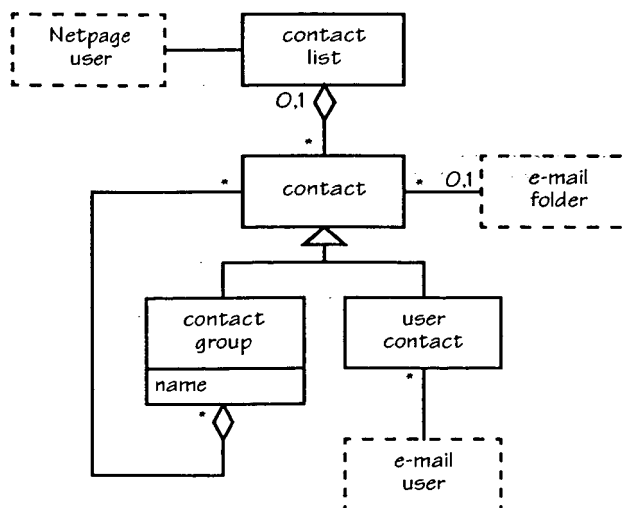 Netpage
user
contact
list
0,1
*
contact
*
*
0,1
e-mail
folder
contact
group
name
*
user
contact
*
e-mail
user